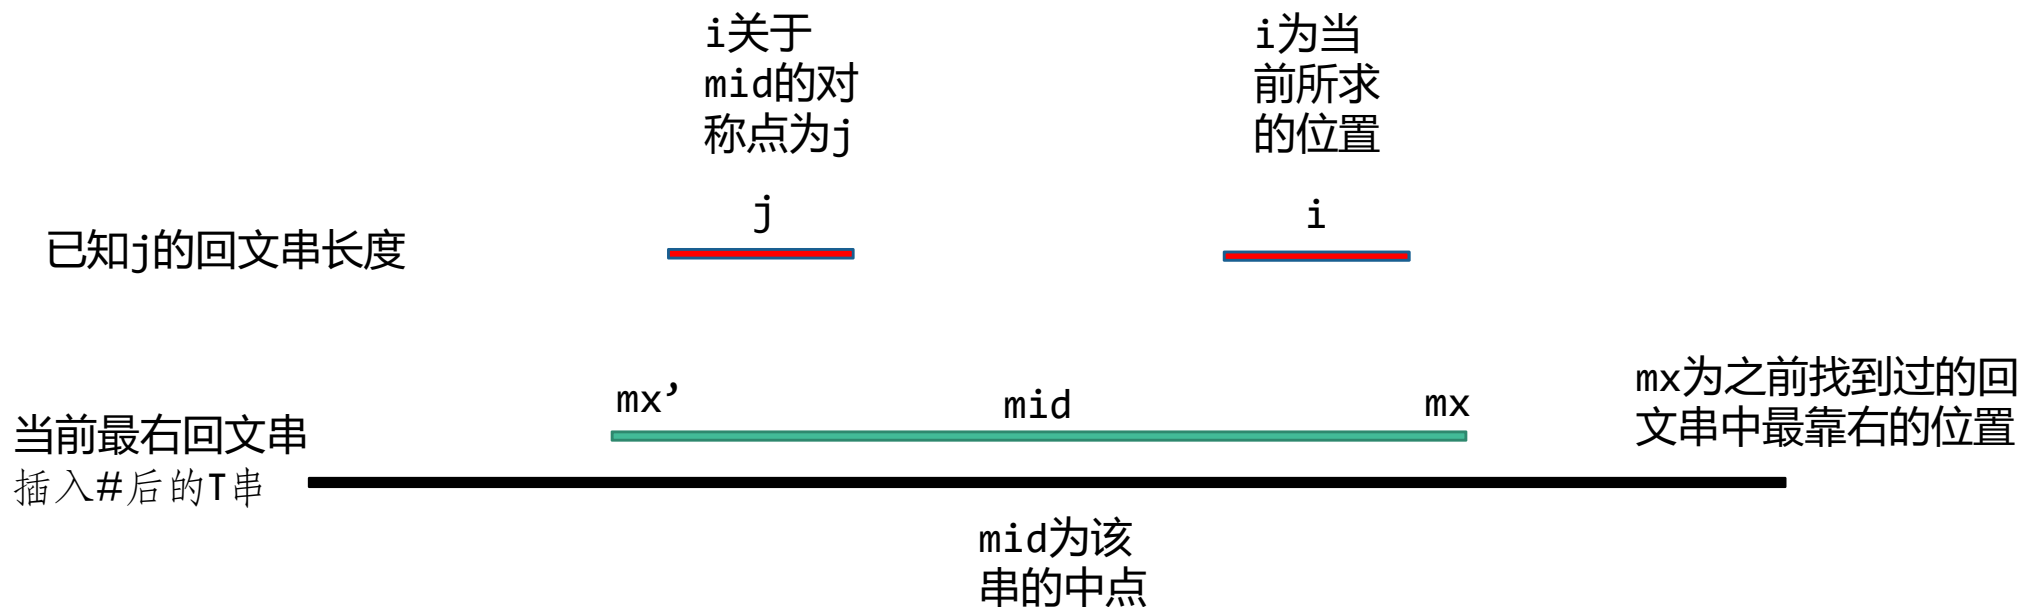 i关于
mid的对
称点为j
i为当
前所求
的位置
j
i
已知j的回文串长度
mx’
mid
mx
mx为之前找到过的回
文串中最靠右的位置
当前最右回文串
插入#后的T串
mid为该
串的中点